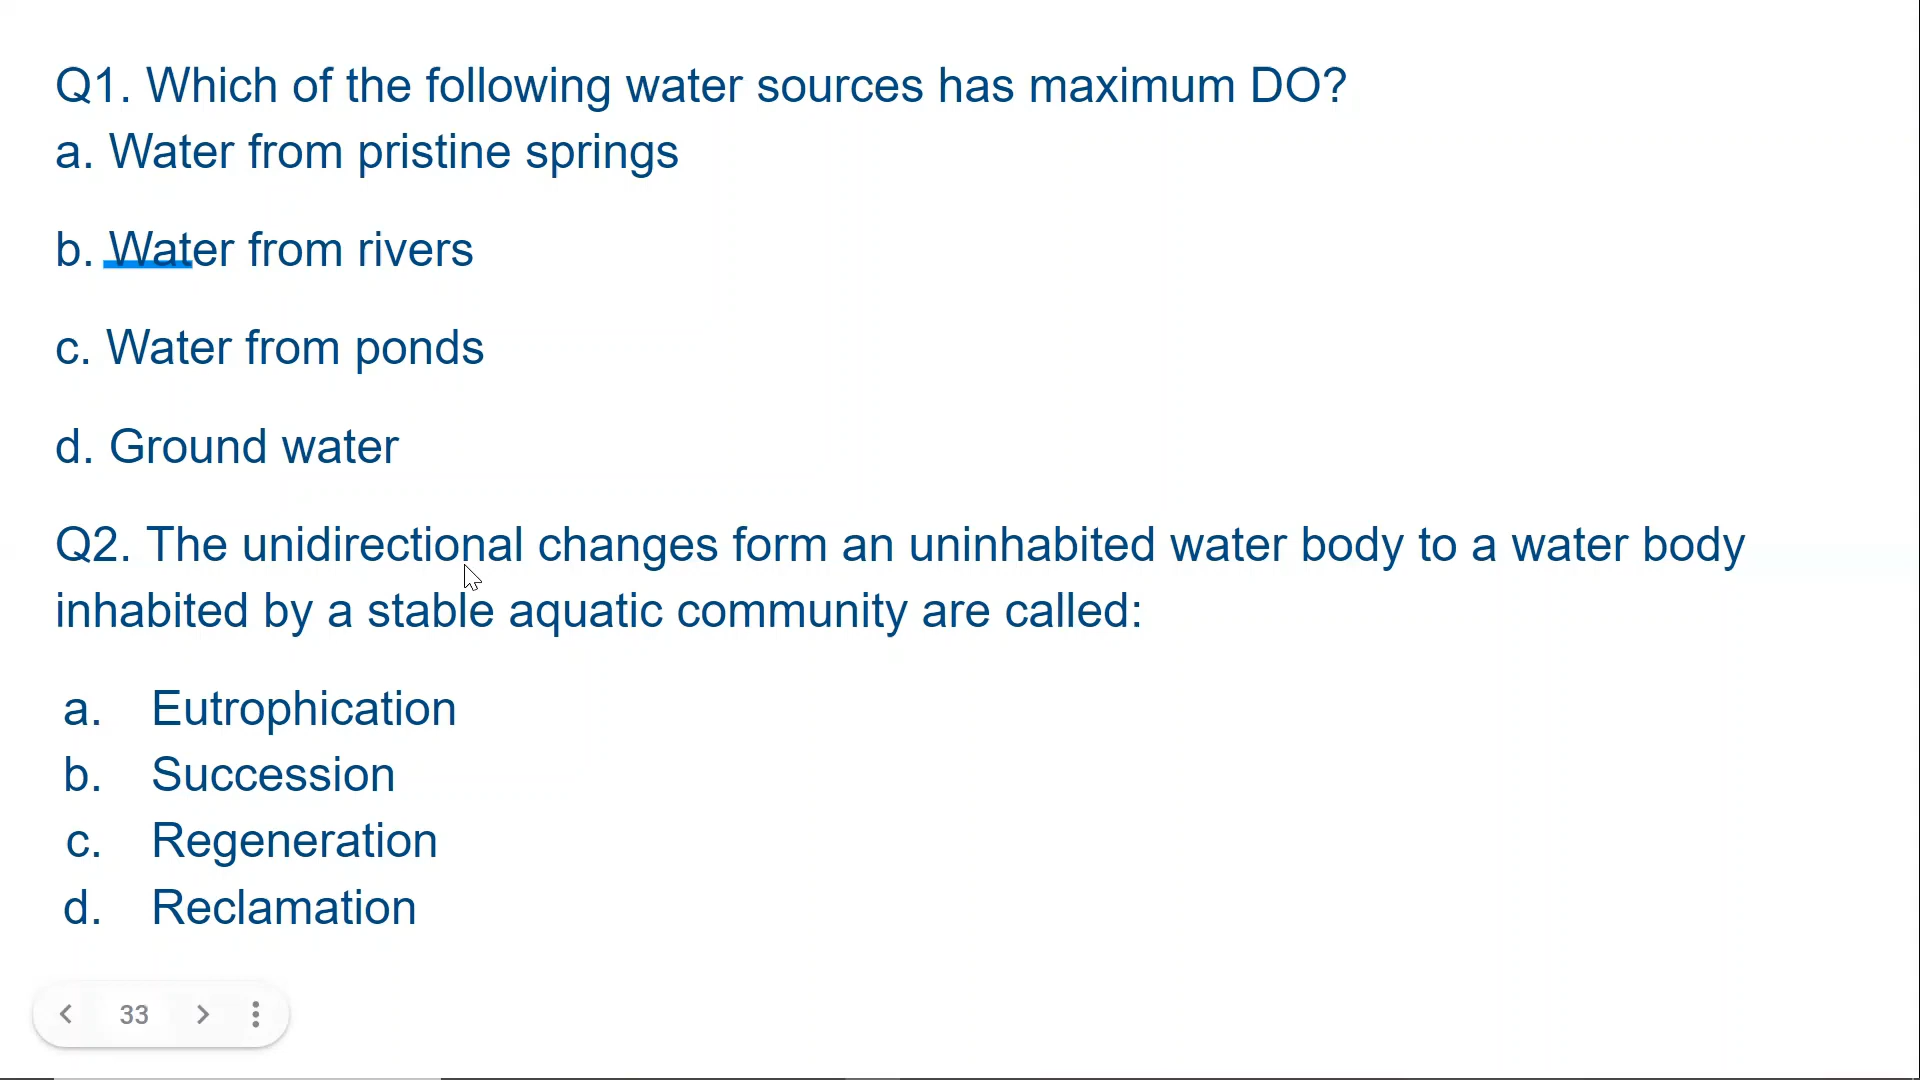 Q1. Which of the following water sources has maximum DO?
a. Water from pristine springs
b. Water from rivers
c. Water from ponds
d. Ground water
Q2. The unidirectional changes form an uninhabited water body to a water body
inhabited by a stable aquatic community are called:
a. Eutrophication
b. Succession
c. Regeneration
d. Reclamation
33